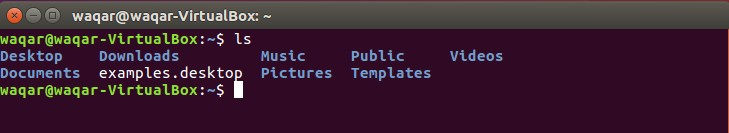 waqar@waqar-VirtualBox: ~
waqar@waqar-VirtualBox:~$ ls
Desktop    Downloads         Music     Public     Videos
Documents  examples.desktop  Pictures  Templates
waqar@waqar-VirtualBox:~$